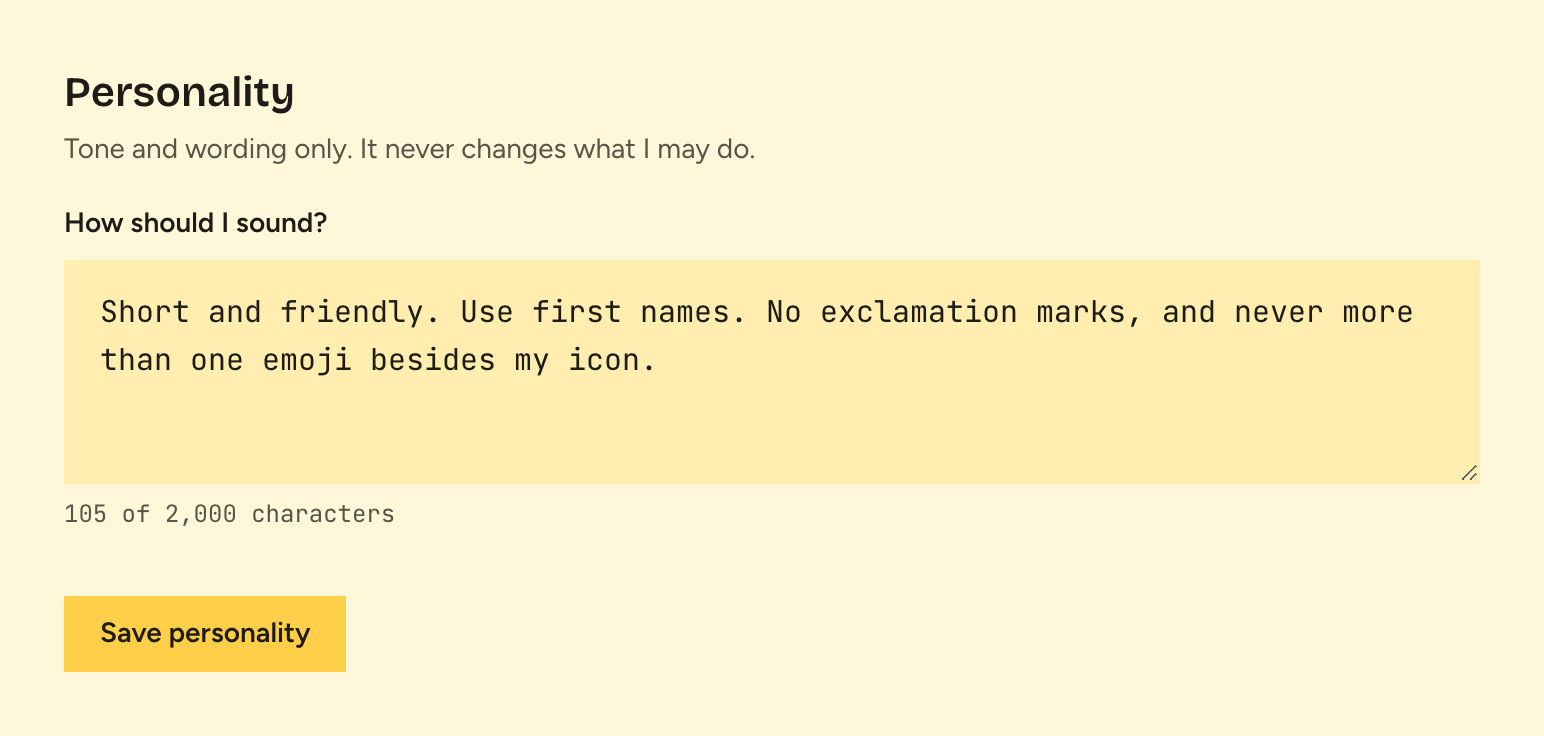 Personality
Tone and wording only. It never changes what I may do.
How should I sound?
Short and friendly. Use first names. No exclamation marks, and never more
than one emoji besides my icon.
105 of 2,000 characters
Save personality